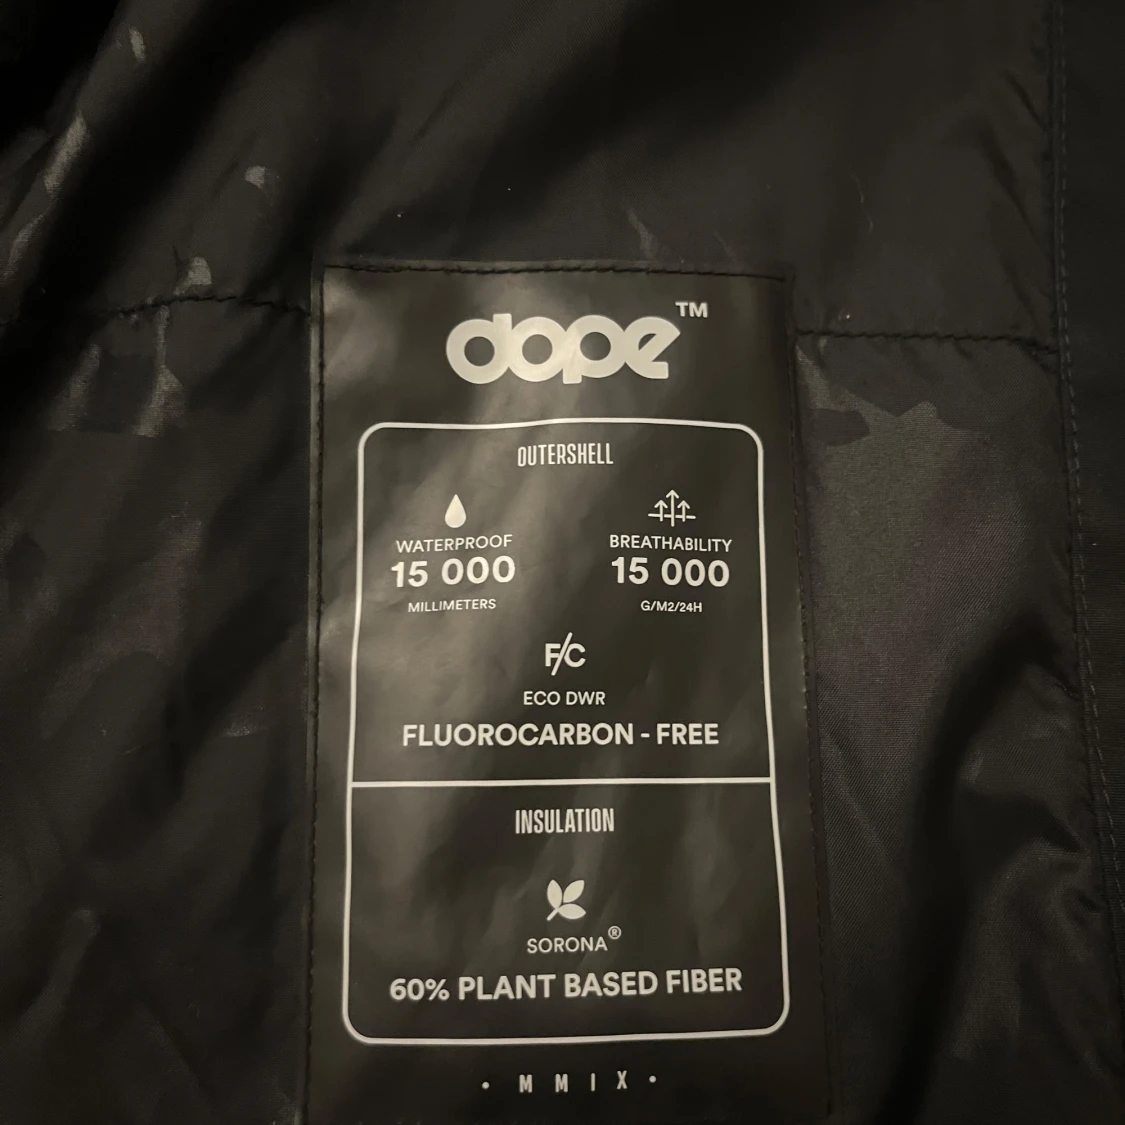 dope™
OUTERSHELL
WATERPROOF
15 000
MILLIMETERS
BREATHABILITY
15 000
G/M2/24H
F/C
ECO DWR
FLUOROCARBON - FREE
INSULATION
SORONA®
60% PLANT BASED FIBER
• MMIX •